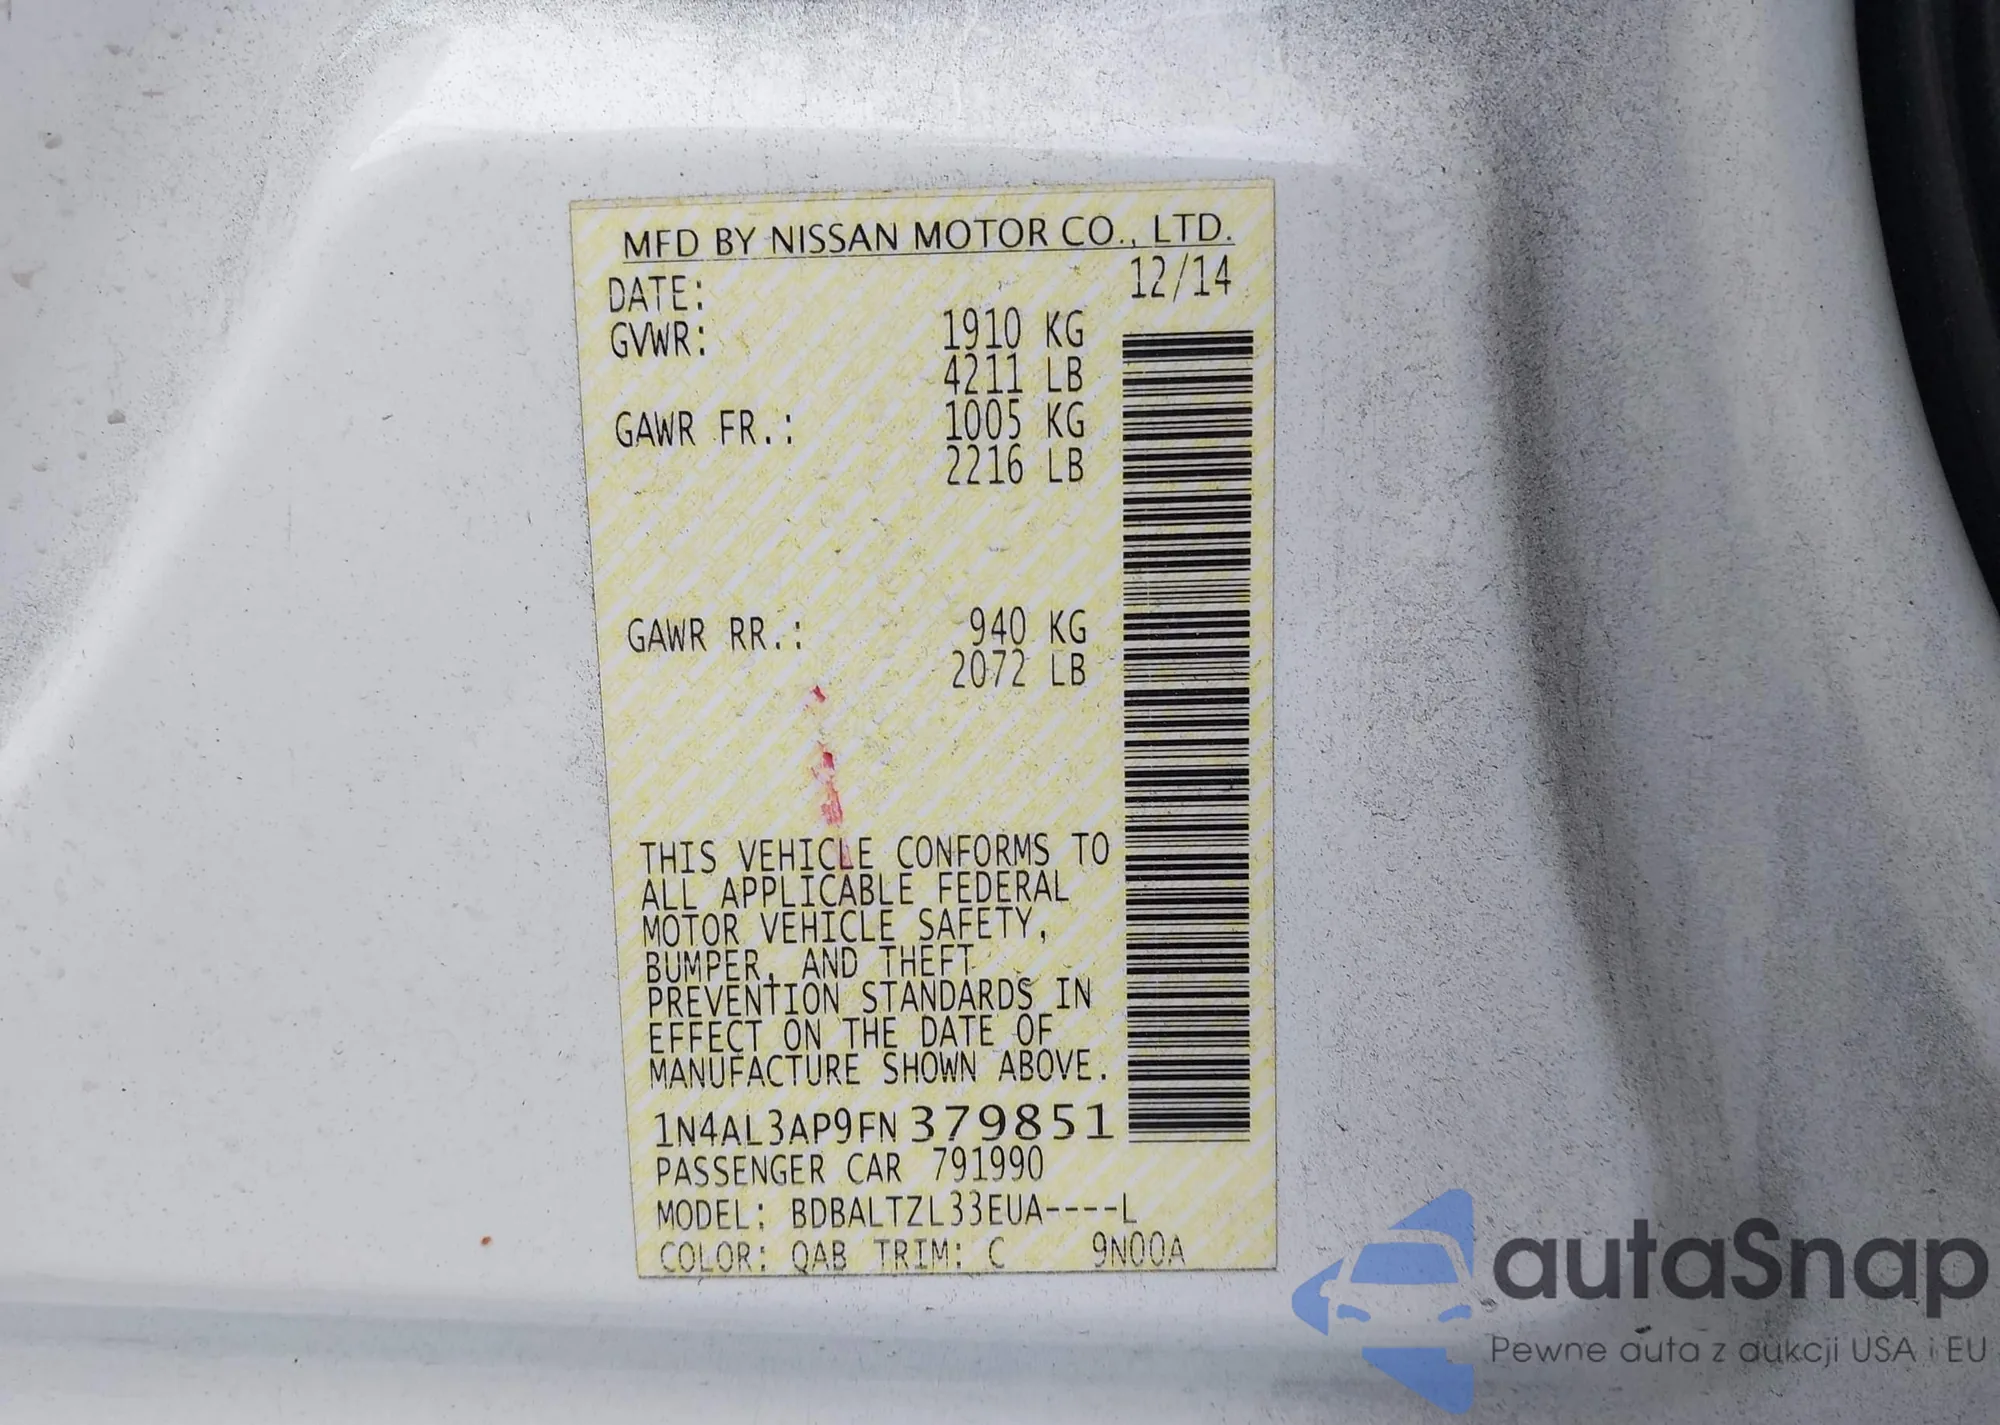 MFD BY NISSAN MOTOR CO., LTD.
DATE: 12/14
GVWR: 1910 KG
4211 LB
GAWR FR.: 1005 KG
2216 LB
GAWR RR.: 940 KG
2072 LB
THIS VEHICLE CONFORMS TO
ALL APPLICABLE FEDERAL
MOTOR VEHICLE SAFETY,
BUMPER, AND THEFT
PREVENTION STANDARDS IN
EFFECT ON THE DATE OF
MANUFACTURE SHOWN ABOVE.
1N4AL3AP9FN379851
PASSENGER CAR 791990
MODEL: BDBALTZL33EUA----L
COLOR: QAB TRIM: C 9N00A
autaSnap
Pewne auta z aukcji USA i EU